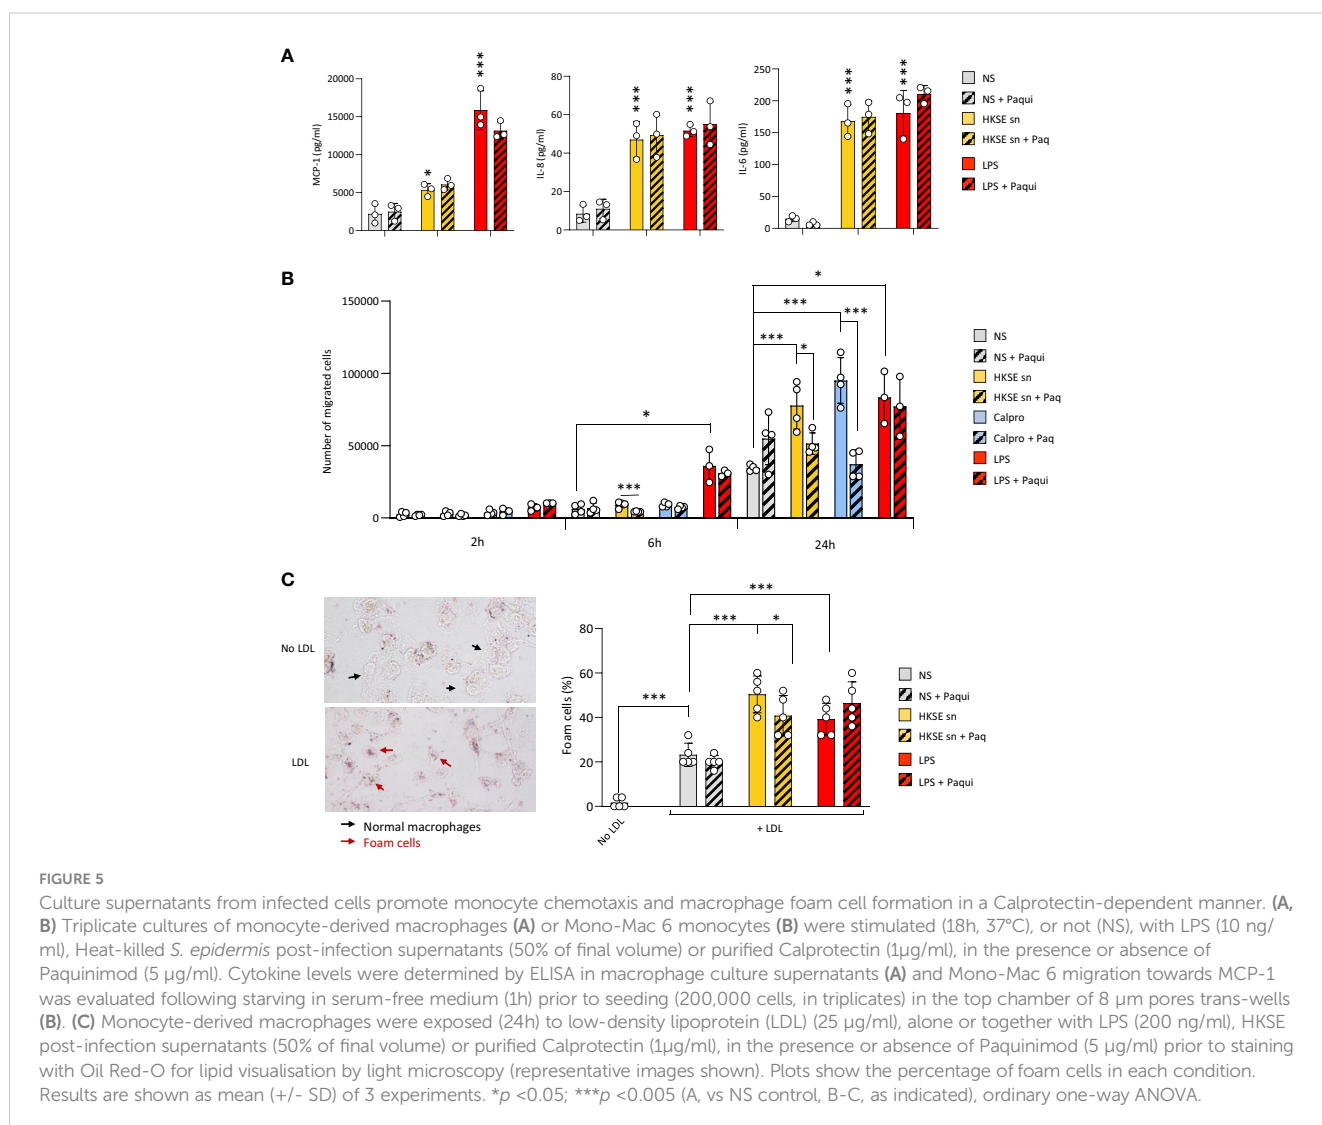 A
***
***
***
***
***
*
MCP-1 (pg/ml)
20000
15000
10000
5000
0
IL-8 (pg/ml)
80
60
40
20
0
IL-6 (pg/ml)
250
200
150
100
50
0
NS
NS + Paqui
HKSE sn
HKSE sn + Paq
LPS
LPS + Paqui
B
*
***
***
***
*
*
***
Number of migrated cells
150000
100000
50000
0
2h
6h
24h
NS
NS + Paqui
HKSE sn
HKSE sn + Paq
Calpro
Calpro + Paq
LPS
LPS + Paqui
C
No LDL
LDL
Normal macrophages
Foam cells
***
***
*
***
Foam cells (%)
80
60
40
20
0
No LDL
+ LDL
NS
NS + Paqui
HKSE sn
HKSE sn + Paq
LPS
LPS + Paqui
FIGURE 5
Culture supernatants from infected cells promote monocyte chemotaxis and macrophage foam cell formation in a Calprotectin-dependent manner. (A,
B) Triplicate cultures of monocyte-derived macrophages (A) or Mono-Mac 6 monocytes (B) were stimulated (18h, 37°C), or not (NS), with LPS (10 ng/
ml), Heat-killed S. epidermis post-infection supernatants (50% of final volume) or purified Calprotectin (1µg/ml), in the presence or absence of
Paquinimod (5 µg/ml). Cytokine levels were determined by ELISA in macrophage culture supernatants (A) and Mono-Mac 6 migration towards MCP-1
was evaluated following starving in serum-free medium (1h) prior to seeding (200,000 cells, in triplicates) in the top chamber of 8 µm pores trans-wells
(B). (C) Monocyte-derived macrophages were exposed (24h) to low-density lipoprotein (LDL) (25 µg/ml), alone or together with LPS (200 ng/ml), HKSE
post-infection supernatants (50% of final volume) or purified Calprotectin (1µg/ml), in the presence or absence of Paquinimod (5 µg/ml) prior to staining
with Oil Red-O for lipid visualisation by light microscopy (representative images shown). Plots show the percentage of foam cells in each condition.
Results are shown as mean (+/- SD) of 3 experiments. *p <0.05; ***p <0.005 (A, vs NS control, B-C, as indicated), ordinary one-way ANOVA.